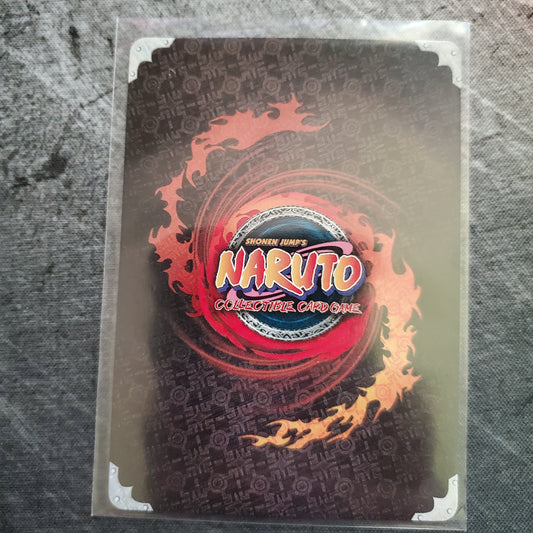 SHONEN JUMP'S
NARUTO
COLLECTIBLE CARD GAME